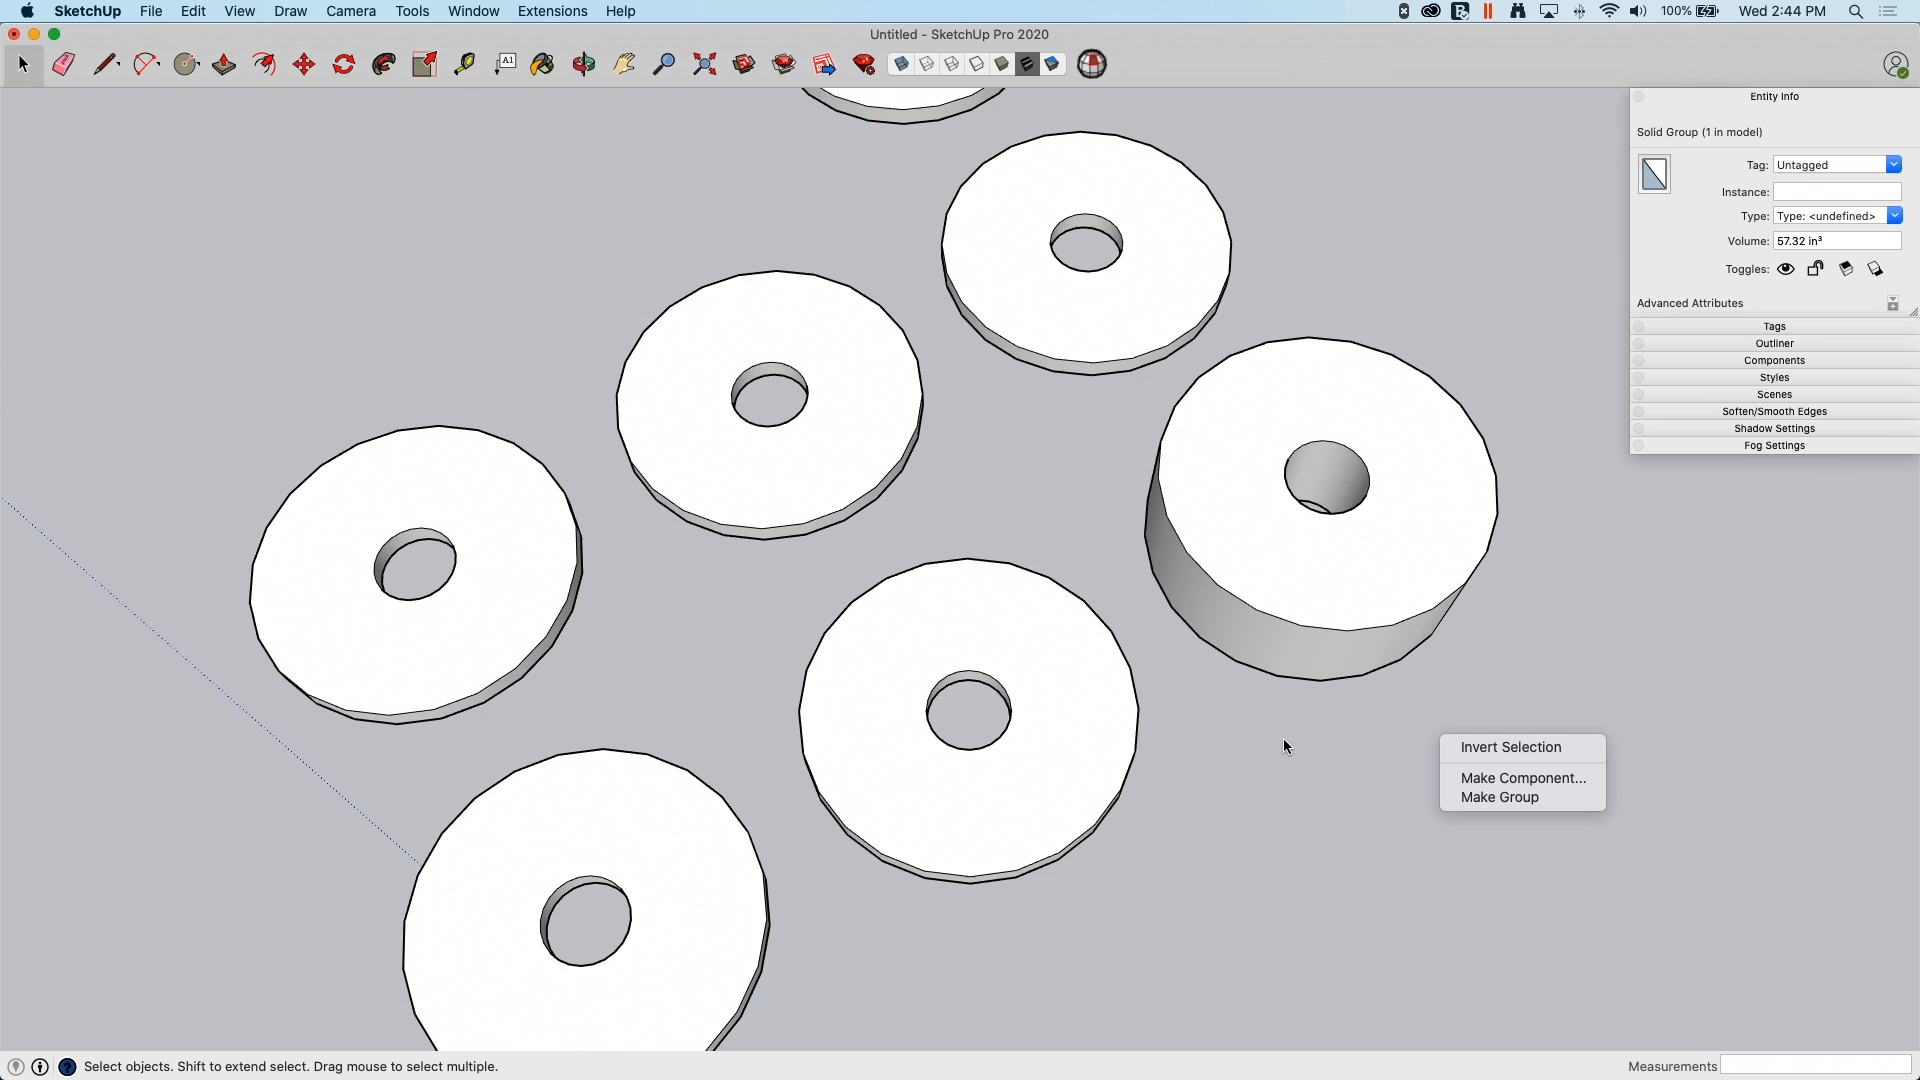 SketchUp File Edit View Draw Camera Tools Window Extensions Help 100% Wed 2:44 PM
Untitled - SketchUp Pro 2020
A1
Entity Info
Solid Group (1 in model)
Tag: Untagged
Instance:
Type: Type: <undefined>
Volume: 57.32 in³
Toggles:
Advanced Attributes
Tags
Outliner
Components
Styles
Scenes
Soften/Smooth Edges
Shadow Settings
Fog Settings
Invert Selection
Make Component...
Make Group
Select objects. Shift to extend select. Drag mouse to select multiple. Measurements